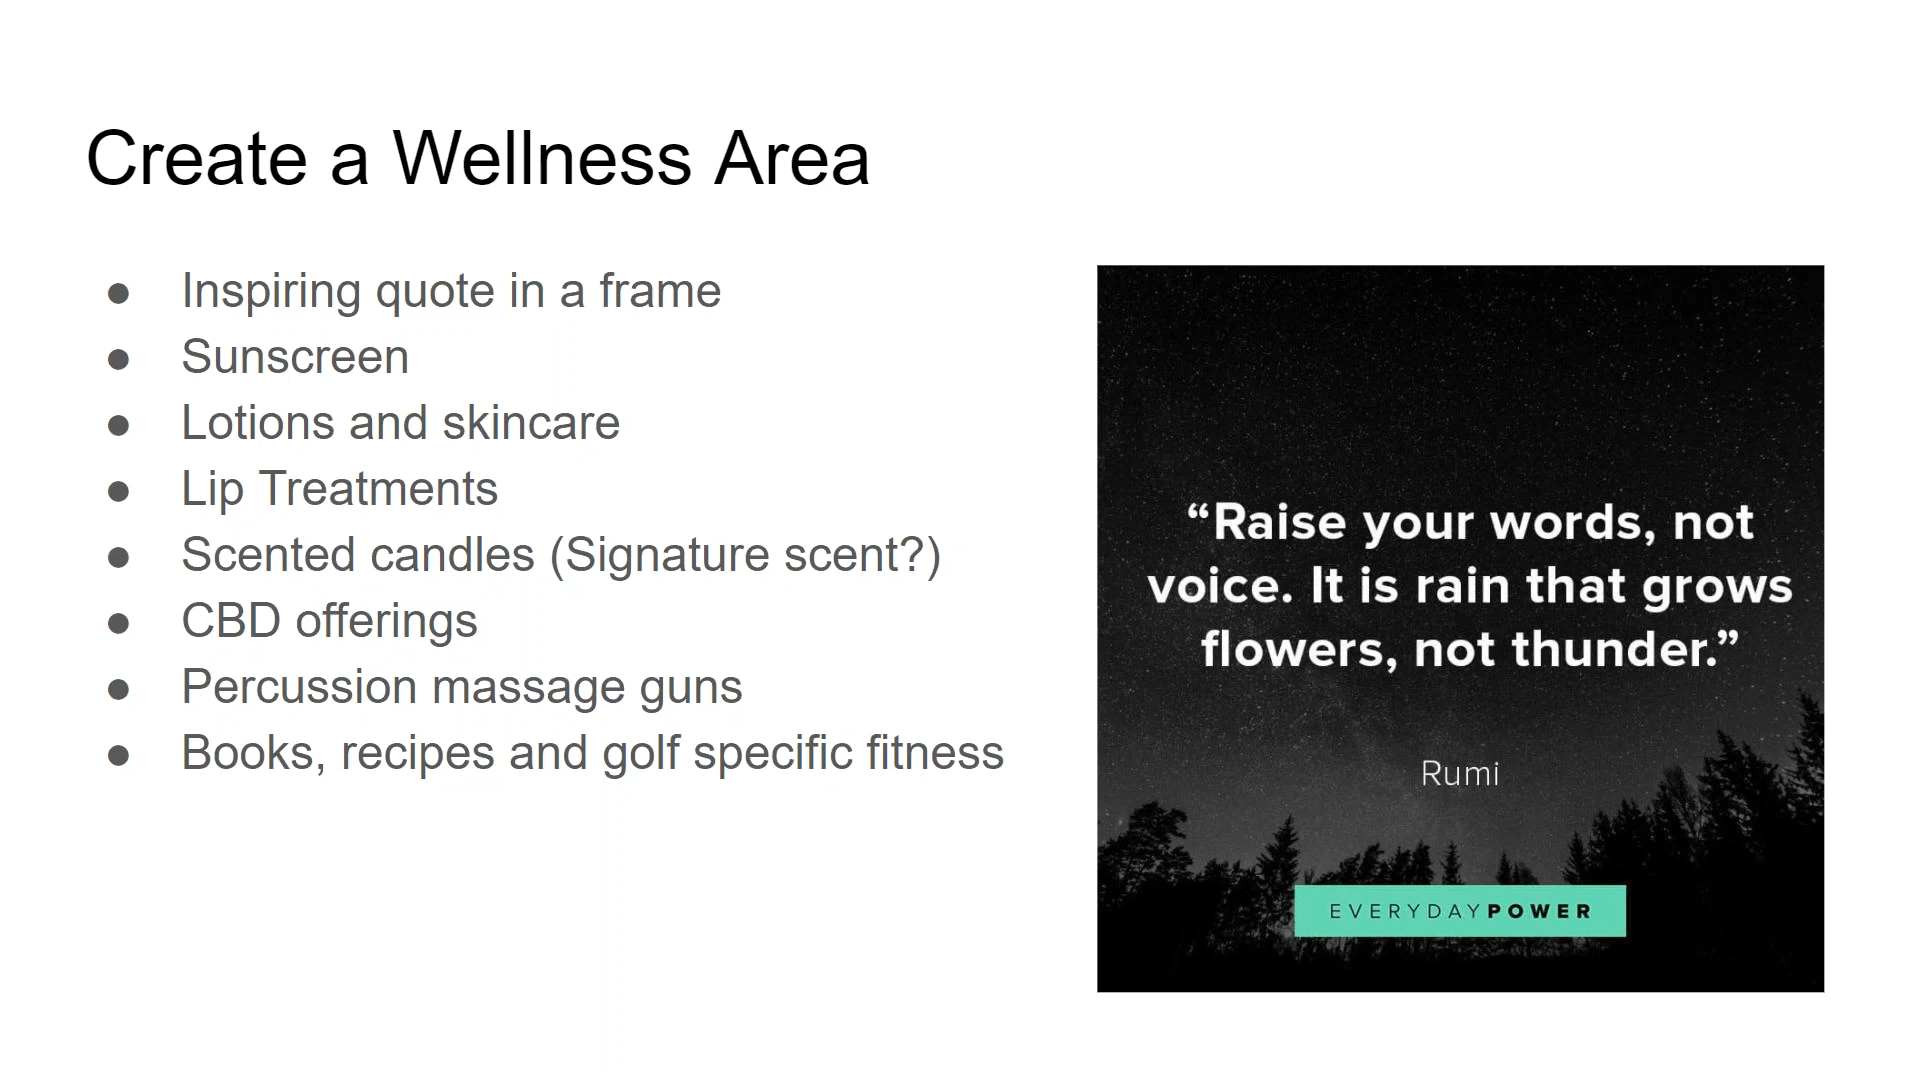 Create a Wellness Area
● Inspiring quote in a frame
● Sunscreen
● Lotions and skincare
● Lip Treatments
● Scented candles (Signature scent?)
● CBD offerings
● Percussion massage guns
● Books, recipes and golf specific fitness
“Raise your words, not
voice. It is rain that grows
flowers, not thunder.”
Rumi
EVERYDAYPOWER